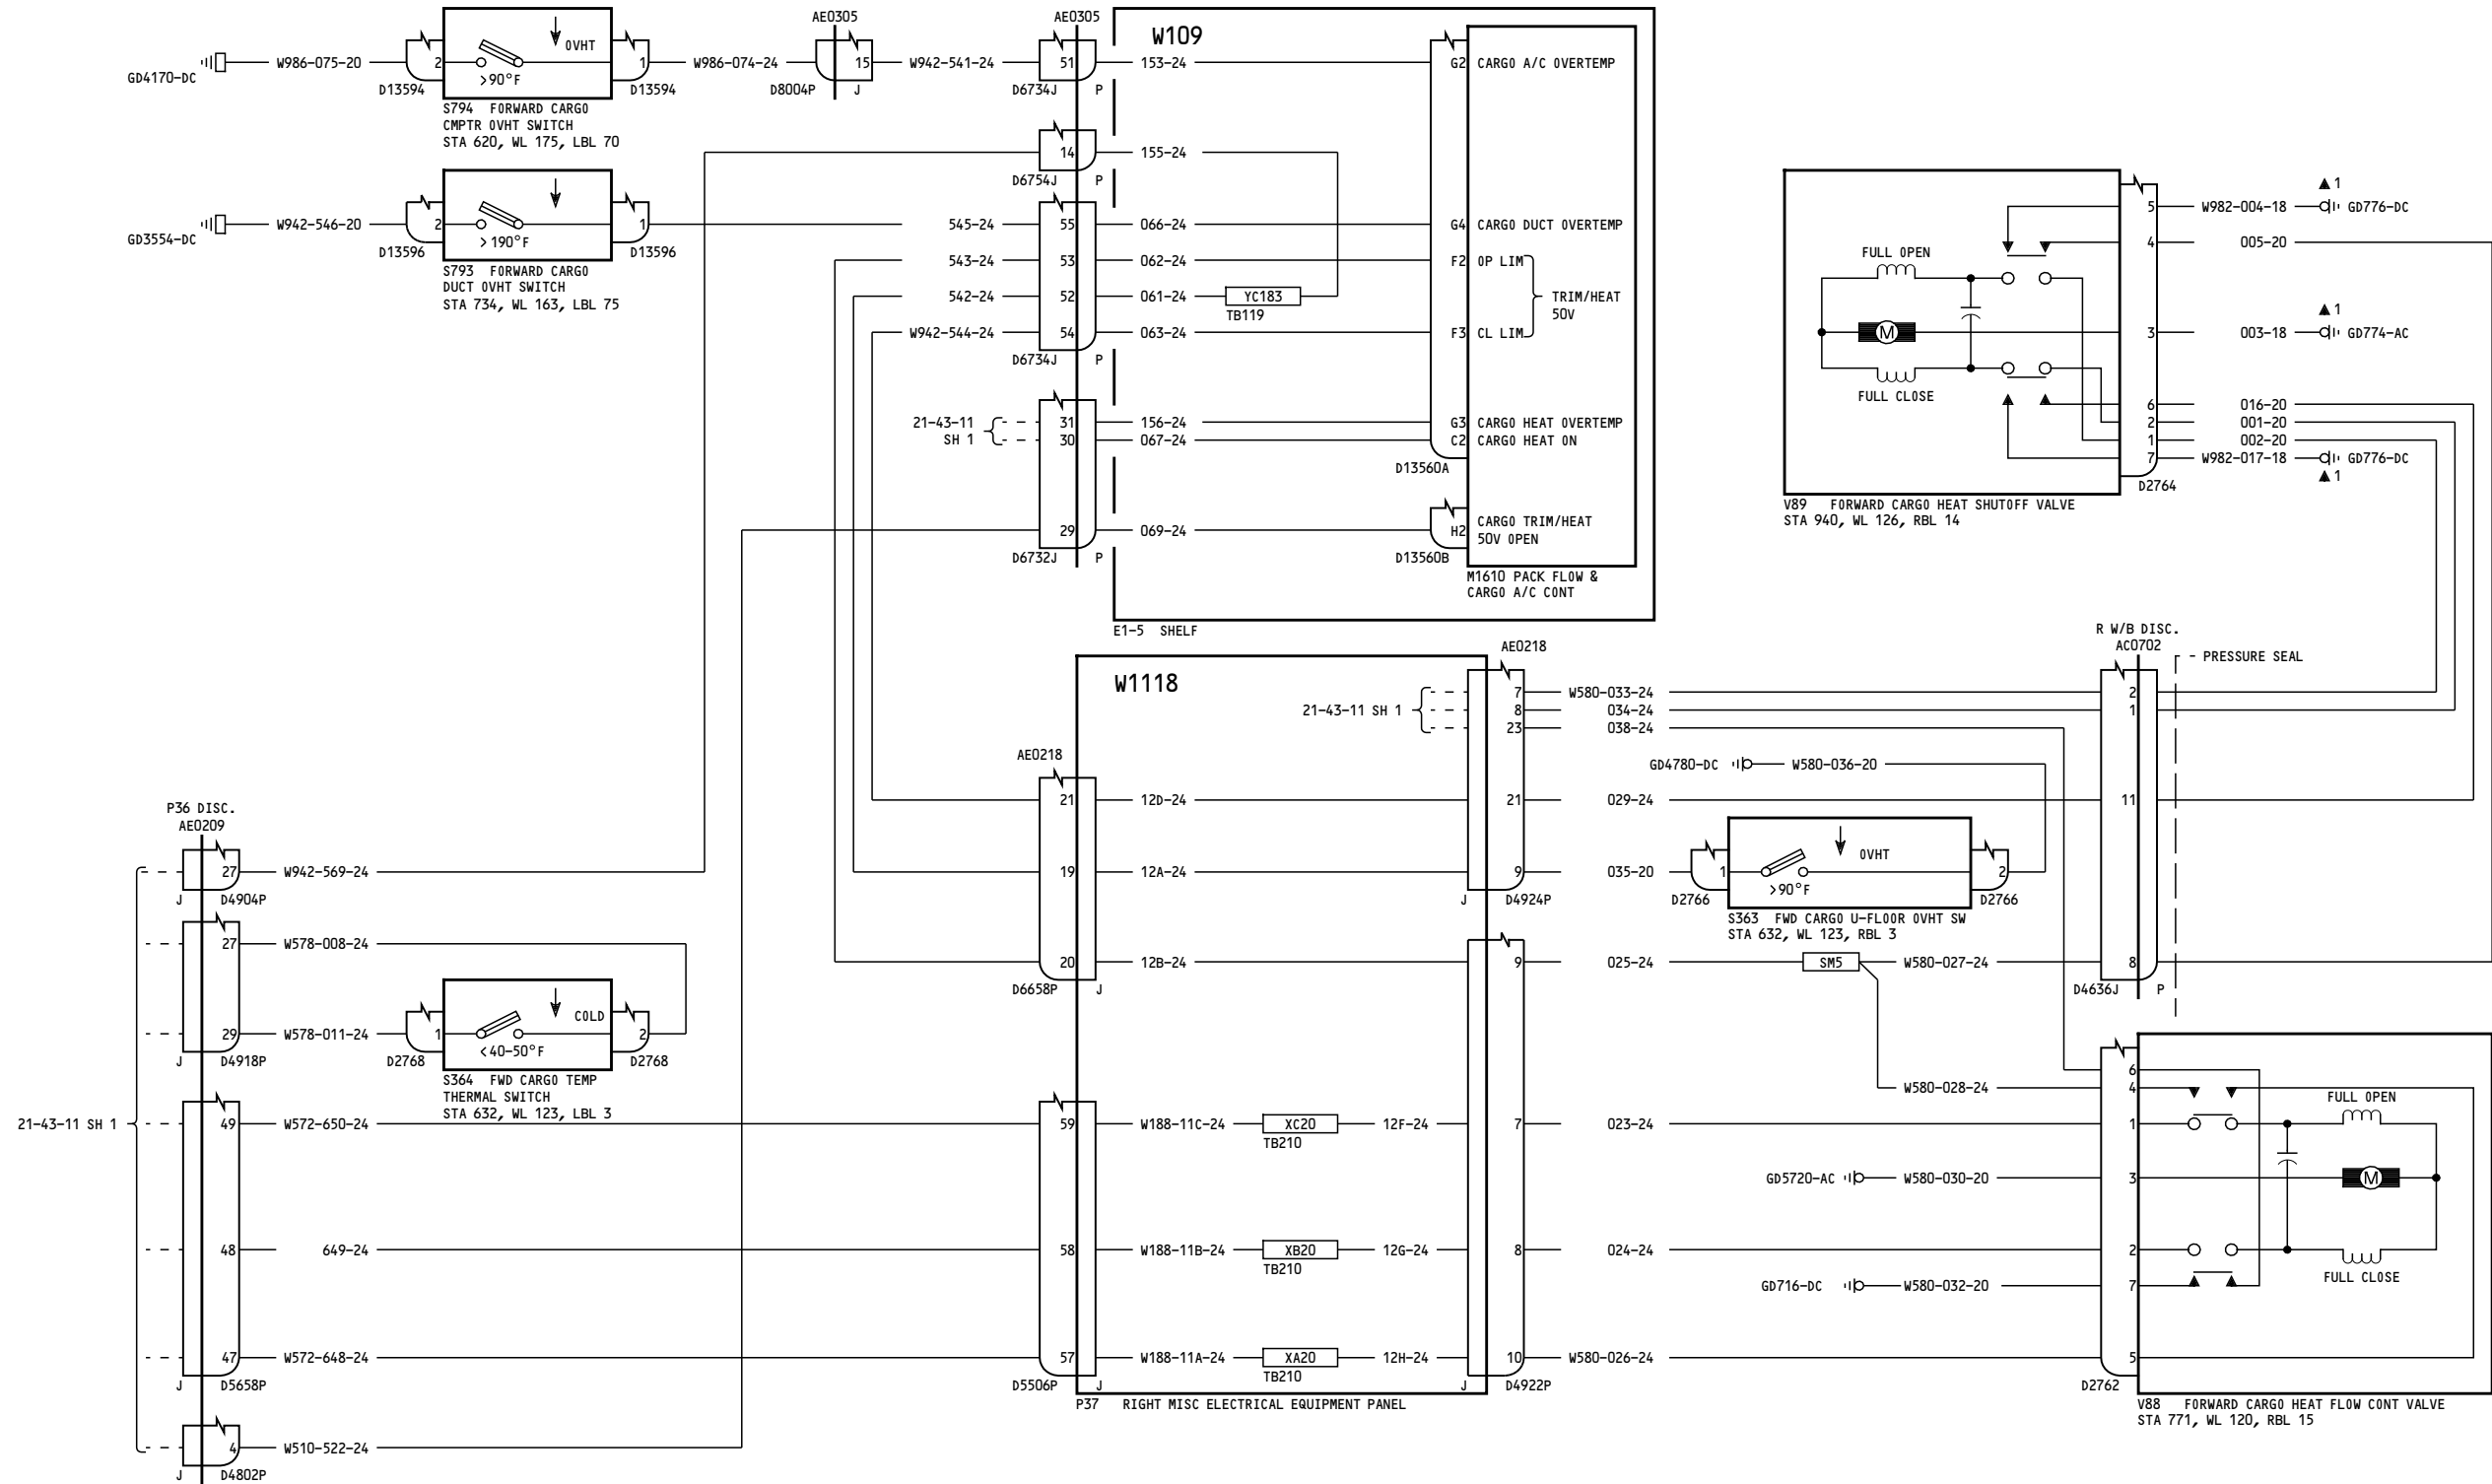 AE0305
AE0305
W109
GD4170-DC
W986-075-20
2
OVHT
>90°F
1
D13594
D13594
W986-074-24
15
D8004P
J
W942-541-24
51
D6734J
P
153-24
G2
CARGO A/C OVERTEMP
S794 FORWARD CARGO
CMPTR OVHT SWITCH
STA 620, WL 175, LBL 70
14
D6754J
P
155-24
GD3554-DC
W942-546-20
2
>190°F
1
D13596
D13596
S793 FORWARD CARGO
DUCT OVHT SWITCH
STA 734, WL 163, LBL 75
545-24
55
066-24
G4
CARGO DUCT OVERTEMP
543-24
53
062-24
F2
OP LIM
542-24
52
061-24
YC183
TB119
TRIM/HEAT
SOV
W942-544-24
54
063-24
F3
CL LIM
D6734J
P
21-43-11
SH 1
31
156-24
G3
CARGO HEAT OVERTEMP
30
067-24
C2
CARGO HEAT ON
D13560A
29
069-24
H2
CARGO TRIM/HEAT
SOV OPEN
D6732J
P
D13560B
M1610 PACK FLOW &
CARGO A/C CONT
E1-5 SHELF
FULL OPEN
M
FULL CLOSE
5
W982-004-18
1
GD776-DC
4
005-20
3
003-18
1
GD774-AC
6
016-20
2
001-20
1
002-20
7
W982-017-18
GD776-DC
1
D2764
V89 FORWARD CARGO HEAT SHUTOFF VALVE
STA 940, WL 126, RBL 14
R W/B DISC.
AC0702
PRESSURE SEAL
AE0218
W1118
21-43-11 SH 1
7
W580-033-24
2
8
034-24
1
23
038-24
AE0218
GD4780-DC
W580-036-20
21
12D-24
21
029-24
11
P36 DISC.
AE0209
27
W942-569-24
J
D4904P
19
12A-24
9
035-20
J
D4924P
1
OVHT
>90°F
2
D2766
D2766
S363 FWD CARGO U-FLOOR OVHT SW
STA 632, WL 123, RBL 3
27
W578-008-24
20
12B-24
9
025-24
SM5
W580-027-24
8
D6658P
J
D4636J
P
29
W578-011-24
J
D4918P
1
COLD
<40-50°F
2
D2768
D2768
S364 FWD CARGO TEMP
THERMAL SWITCH
STA 632, WL 123, LBL 3
6
W580-028-24
4
21-43-11 SH 1
49
W572-650-24
59
W188-11C-24
XC20
TB210
12F-24
7
023-24
1
FULL OPEN
GD5720-AC
W580-030-20
3
M
48
649-24
58
W188-11B-24
XB20
TB210
12G-24
8
024-24
2
FULL CLOSE
GD716-DC
W580-032-20
7
47
W572-648-24
57
W188-11A-24
XA20
TB210
12H-24
10
W580-026-24
5
J
D5658P
D5506P
J
J
D4922P
D2762
P37 RIGHT MISC ELECTRICAL EQUIPMENT PANEL
V88 FORWARD CARGO HEAT FLOW CONT VALVE
STA 771, WL 120, RBL 15
4
W510-522-24
J
D4802P